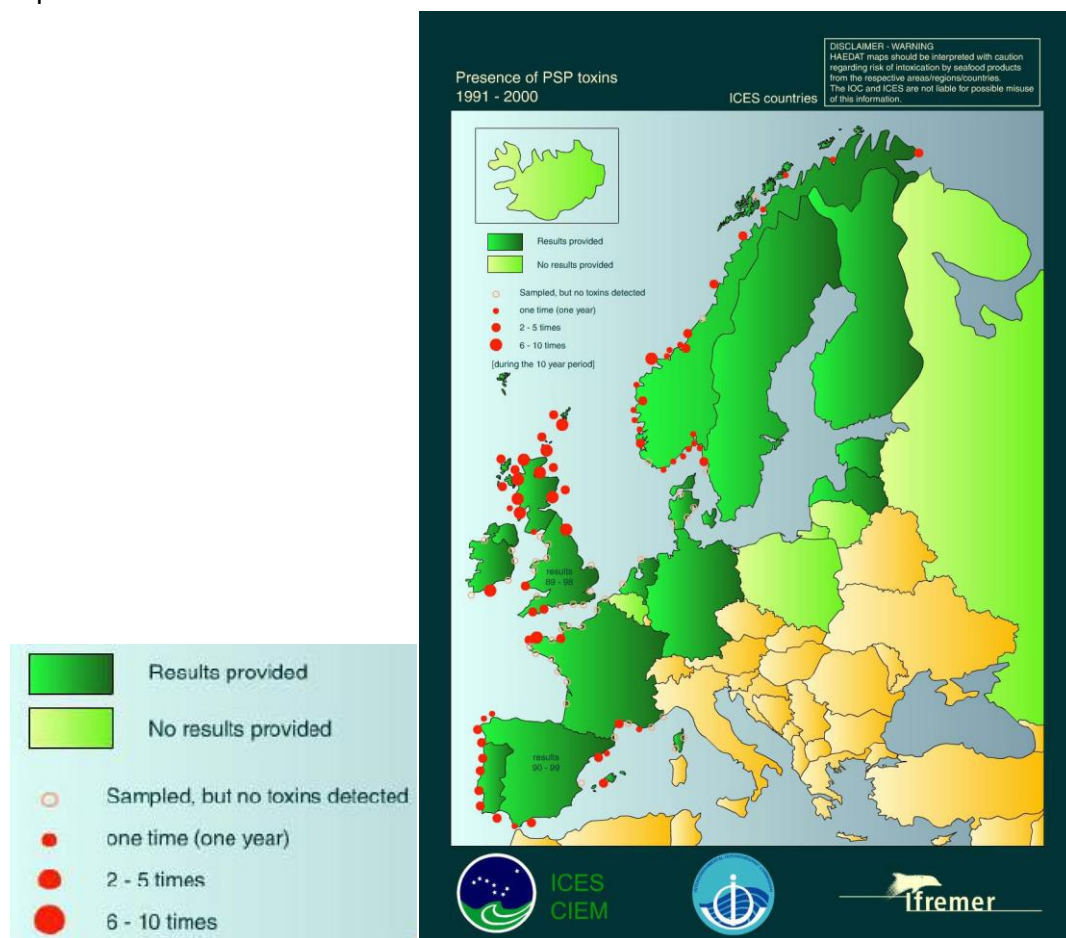 Presence of PSP toxins
1991 - 2000
ICES countries
DISCLAIMER - WARNING
HAEDAT maps should be interpreted with caution
regarding risk of intoxication by seafood products
from the respective areas/regions/countries.
The IOC and ICES are not liable for possible misuse
of this information.
Results provided
No results provided
Sampled, but no toxins detected
one time (one year)
2 - 5 times
6 - 10 times
[during the 10 year period]
results
89 - 98
results
90 - 99
Results provided
No results provided
Sampled, but no toxins detected
one time (one year)
2 - 5 times
6 - 10 times
ICES
CIEM
Ifremer